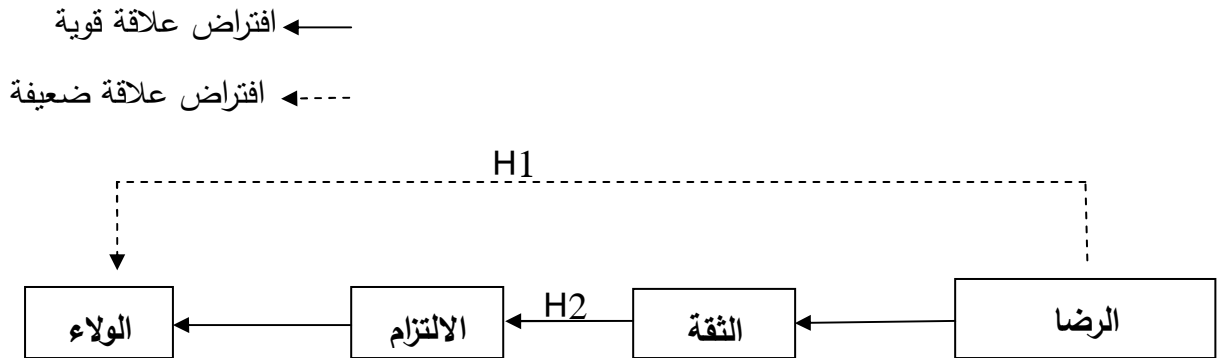 افتراض علاقة قوية
افتراض علاقة ضعيفة
H1
الرضا
الثقة
H2
الالتزام
الولاء